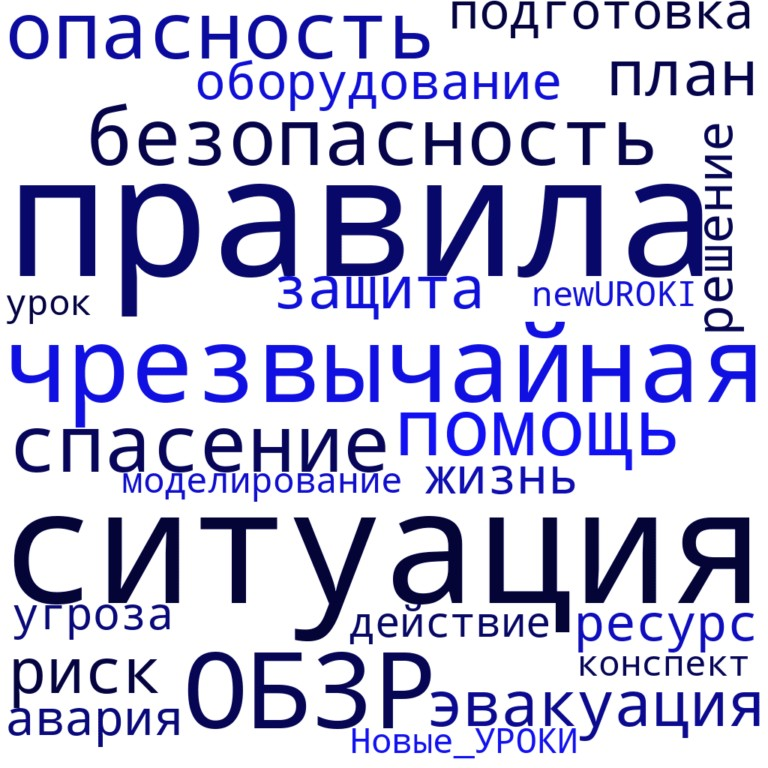 подготовка
опасность
оборудование
план
безопасность
решение
правила
защита
newUROKI
урок
чрезвычайная
помощь
спасение
моделирование
жизнь
ситуация
угроза
действие
ресурс
риск
ОБЗР
конспект
эвакуация
авария
Новые_УРОКИ